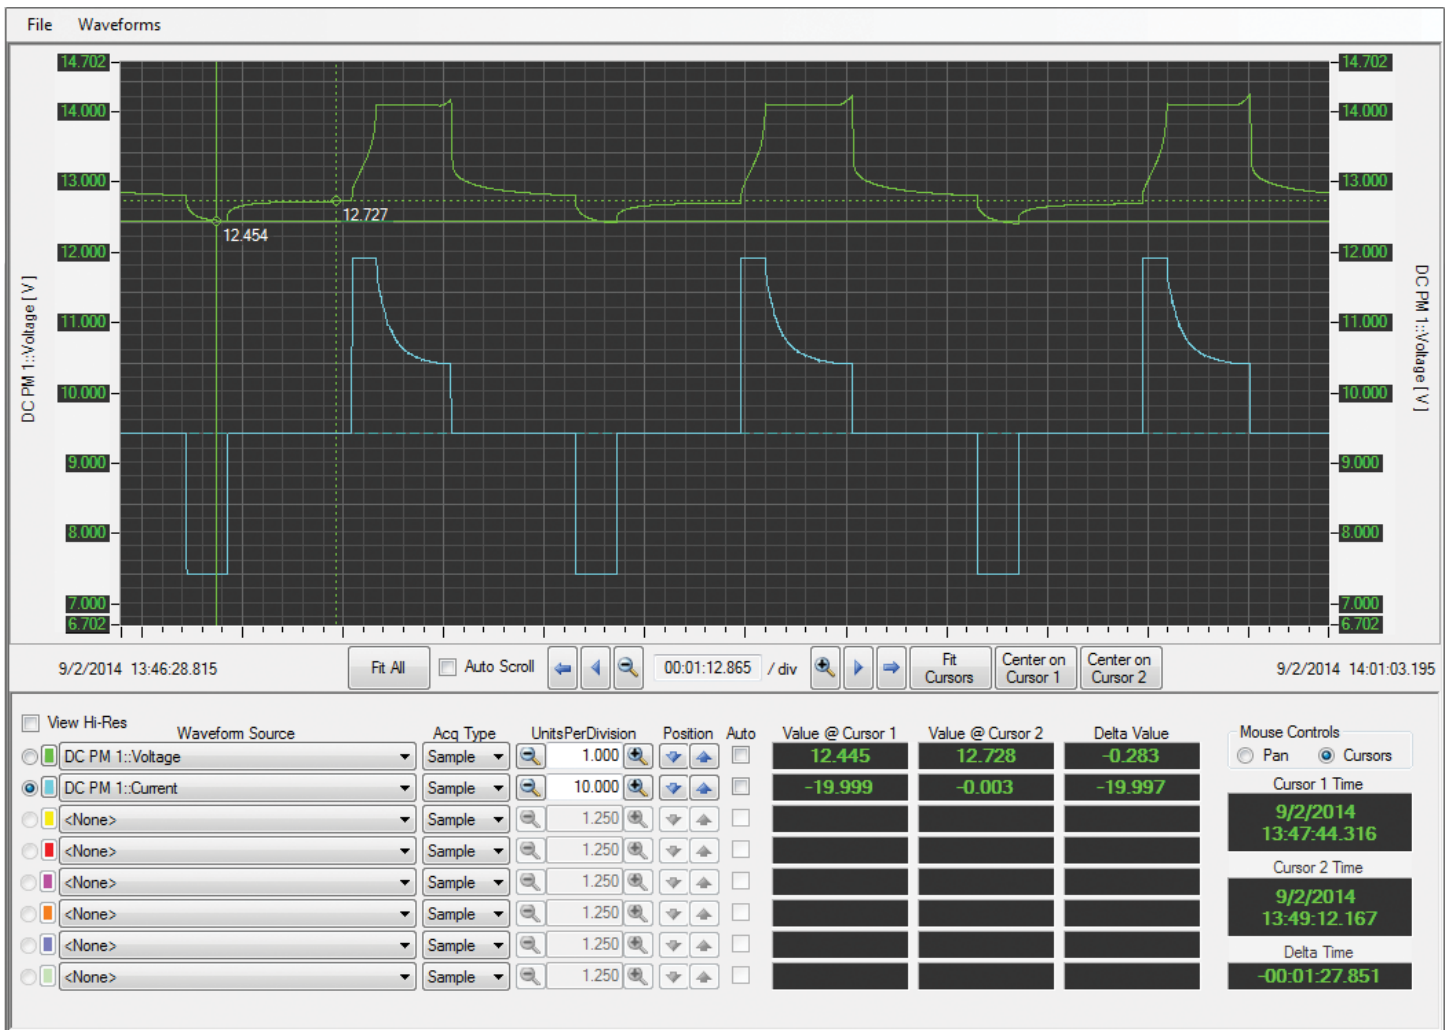 File Waveforms
14.702 14.702
14.000 14.000
13.000 13.000
12.727
12.454
12.000 12.000
DC PM 1::Voltage [ V ] DC PM 1::Voltage [ V ]
11.000 11.000
10.000 10.000
9.000 9.000
8.000 8.000
7.000 7.000
6.702 6.702
9/2/2014 13:46:28.815 Fit All Auto Scroll 00:01:12.865 / div Fit Cursors Center on Cursor 1 Center on Cursor 2 9/2/2014 14:01:03.195
View Hi-Res
Waveform Source Acq Type UnitsPerDivision Position Auto Value @ Cursor 1 Value @ Cursor 2 Delta Value
DC PM 1::Voltage Sample 1.000 12.445 12.728 -0.283
DC PM 1::Current Sample 10.000 -19.999 -0.003 -19.997
<None> Sample 1.250
<None> Sample 1.250
<None> Sample 1.250
<None> Sample 1.250
<None> Sample 1.250
<None> Sample 1.250
Mouse Controls
Pan Cursors
Cursor 1 Time
9/2/2014
13:47:44.316
Cursor 2 Time
9/2/2014
13:49:12.167
Delta Time
-00:01:27.851